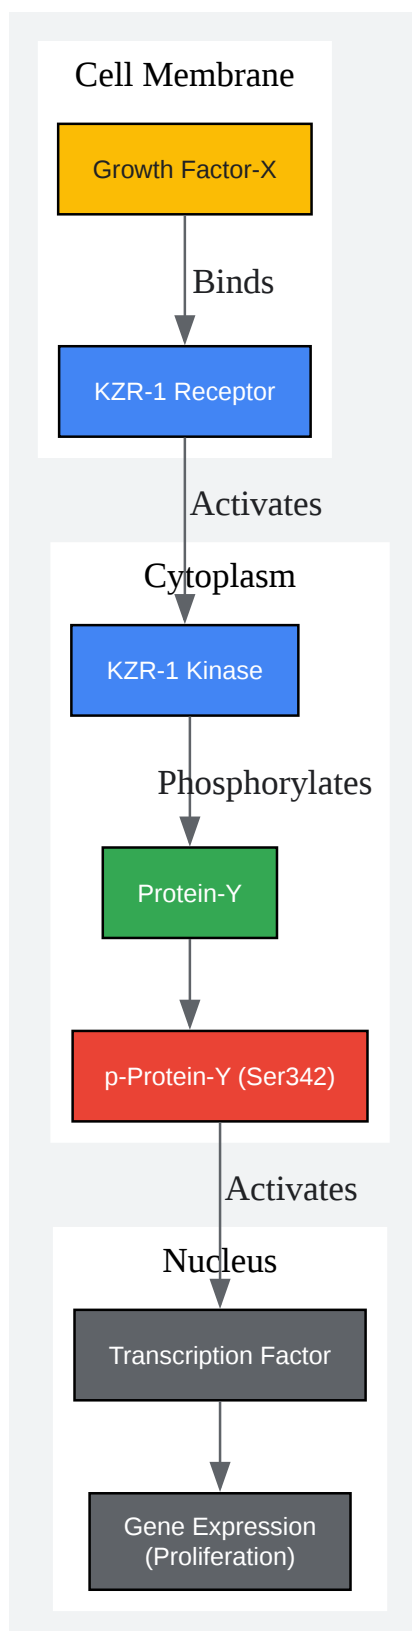 Cell Membrane
Growth Factor-X
Binds
KZR-1 Receptor
Activates
Cytoplasm
KZR-1 Kinase
Phosphorylates
Protein-Y
p-Protein-Y (Ser342)
Activates
Nucleus
Transcription Factor
Gene Expression
(Proliferation)